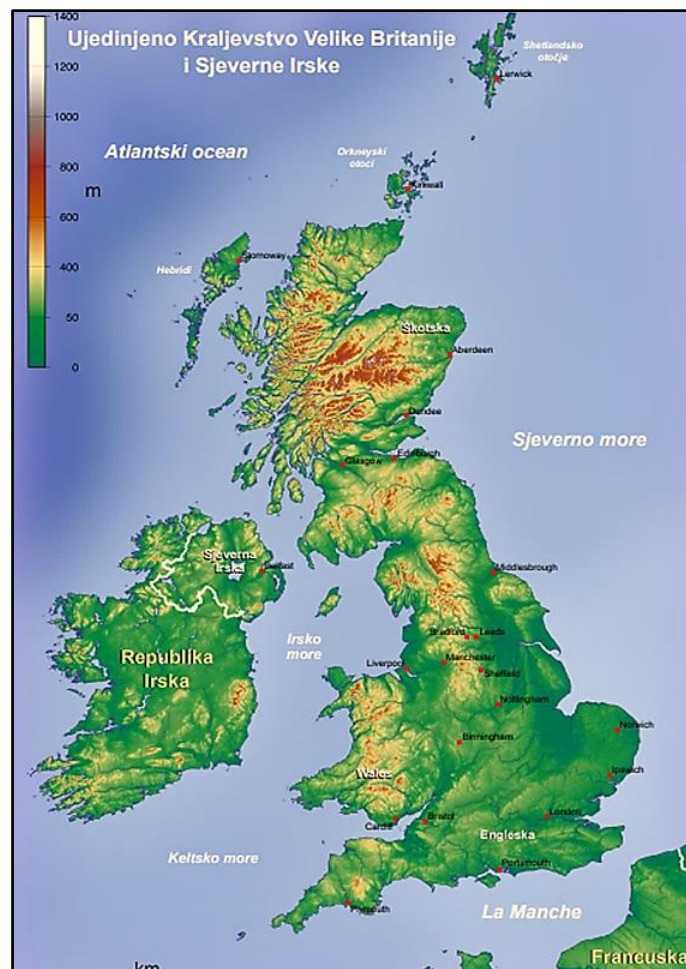 1400
1200
1000
800
600
400
50
0
m
Ujedinjeno Kraljevstvo Velike Britanije
i Sjeverne Irske
Shetlandsko
otočje
Lerwick
Atlantski ocean
Orkneyski
otoci
Kirkwall
Stornoway
Hebridi
Škotska
Aberdeen
Dundee
Sjeverno more
Edinburgh
Glasgow
Sjeverna
Irska
Belfast
Middlesbrough
Irsko
more
Bradford
Leeds
Republika
Irska
Liverpool
Manchester
Sheffield
Nottingham
Norwich
Birmingham
Wales
Ipswich
Cardiff
Bristol
London
Engleska
Keltsko more
Portsmouth
Plymouth
La Manche
Francuska
km